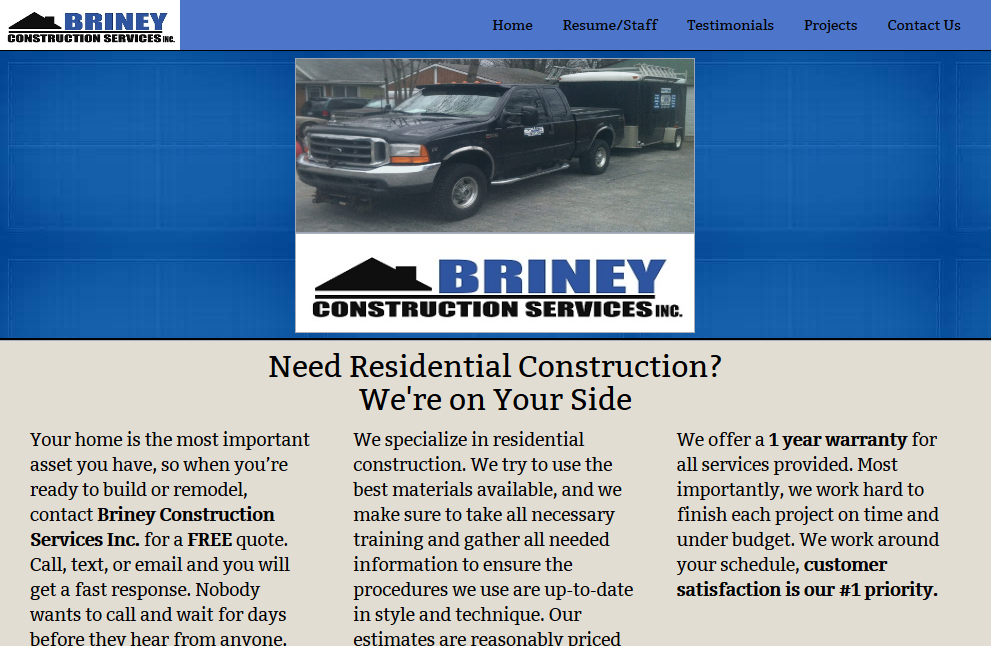 BRINEY
CONSTRUCTION SERVICES INC.
Home Resume/Staff Testimonials Projects Contact Us
BRINEY
CONSTRUCTION SERVICES INC.
Need Residential Construction?
We're on Your Side
Your home is the most important
asset you have, so when you’re
ready to build or remodel,
contact Briney Construction
Services Inc. for a FREE quote.
Call, text, or email and you will
get a fast response. Nobody
wants to call and wait for days
before they hear from anyone.
We specialize in residential
construction. We try to use the
best materials available, and we
make sure to take all necessary
training and gather all needed
information to ensure the
procedures we use are up-to-date
in style and technique. Our
estimates are reasonably priced
We offer a 1 year warranty for
all services provided. Most
importantly, we work hard to
finish each project on time and
under budget. We work around
your schedule, customer
satisfaction is our #1 priority.